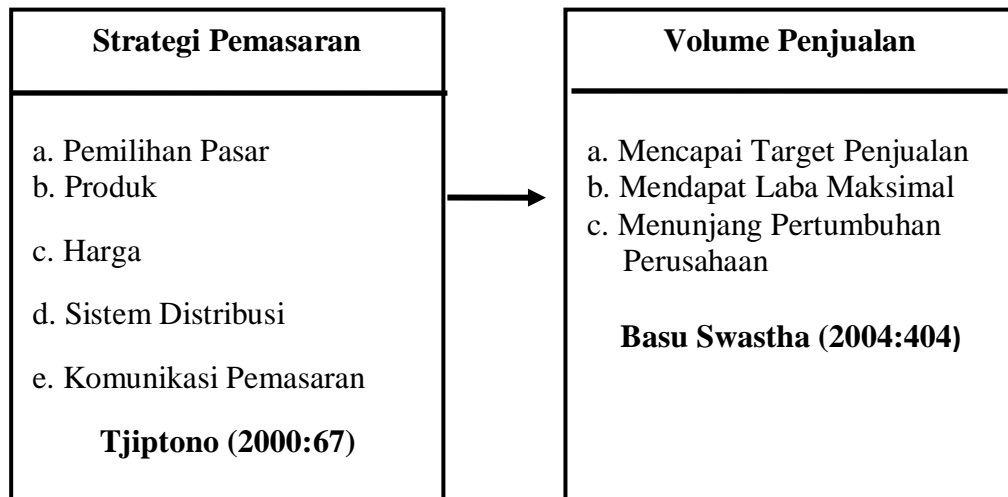 Strategi Pemasaran
a. Pemilihan Pasar
b. Produk
c. Harga
d. Sistem Distribusi
e. Komunikasi Pemasaran
Tjiptono (2000:67)
Volume Penjualan
a. Mencapai Target Penjualan
b. Mendapat Laba Maksimal
c. Menunjang Pertumbuhan
Perusahaan
Basu Swastha (2004:404)